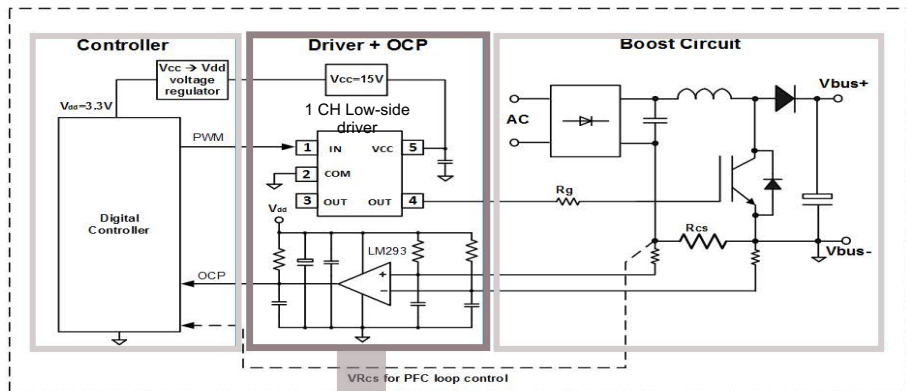 Controller
Driver + OCP
Boost Circuit
Vcc → Vdd
voltage
regulator
Vcc=15V
Vdd=3.3V
1 CH Low-side
driver
PWM
1 IN VCC 5
2 COM
3 OUT OUT 4
Vdd
LM293
+
−
Digital
Controller
OCP
AC
Rg
Rcs
Vbus+
Vbus-
VRcs for PFC loop control